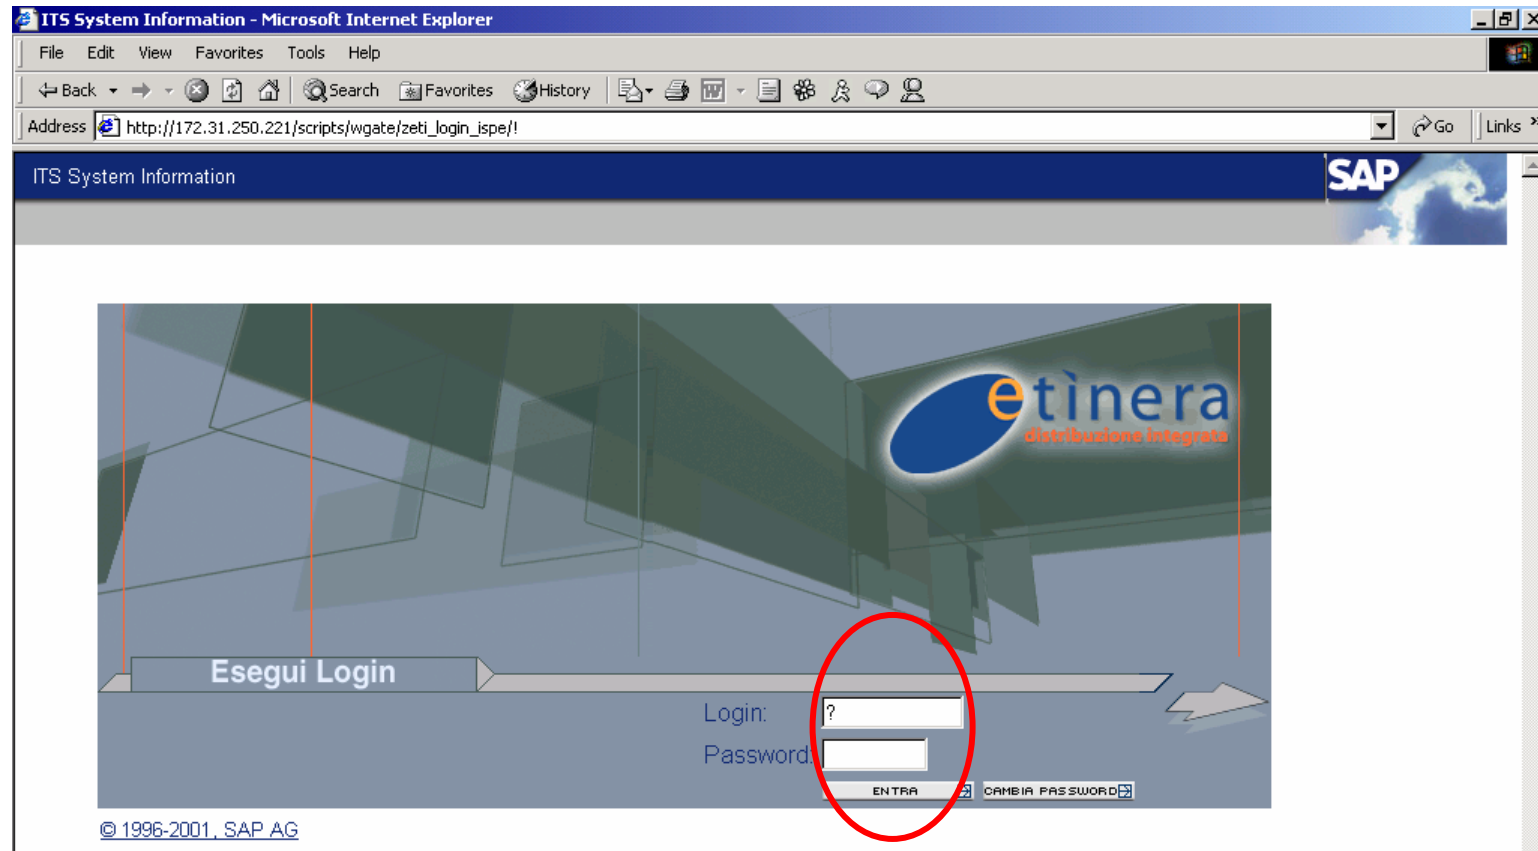 ITS System Information - Microsoft Internet Explorer
File Edit View Favorites Tools Help
Back Search Favorites History
Address http://172.31.250.221/scripts/wgate/zeti_login_ispe/! Go Links »
ITS System Information
SAP
etìnera
distribuzione integrata
Esegui Login
Login: ?
Password:
ENTRA CAMBIA PASSWORD
© 1996-2001, SAP AG